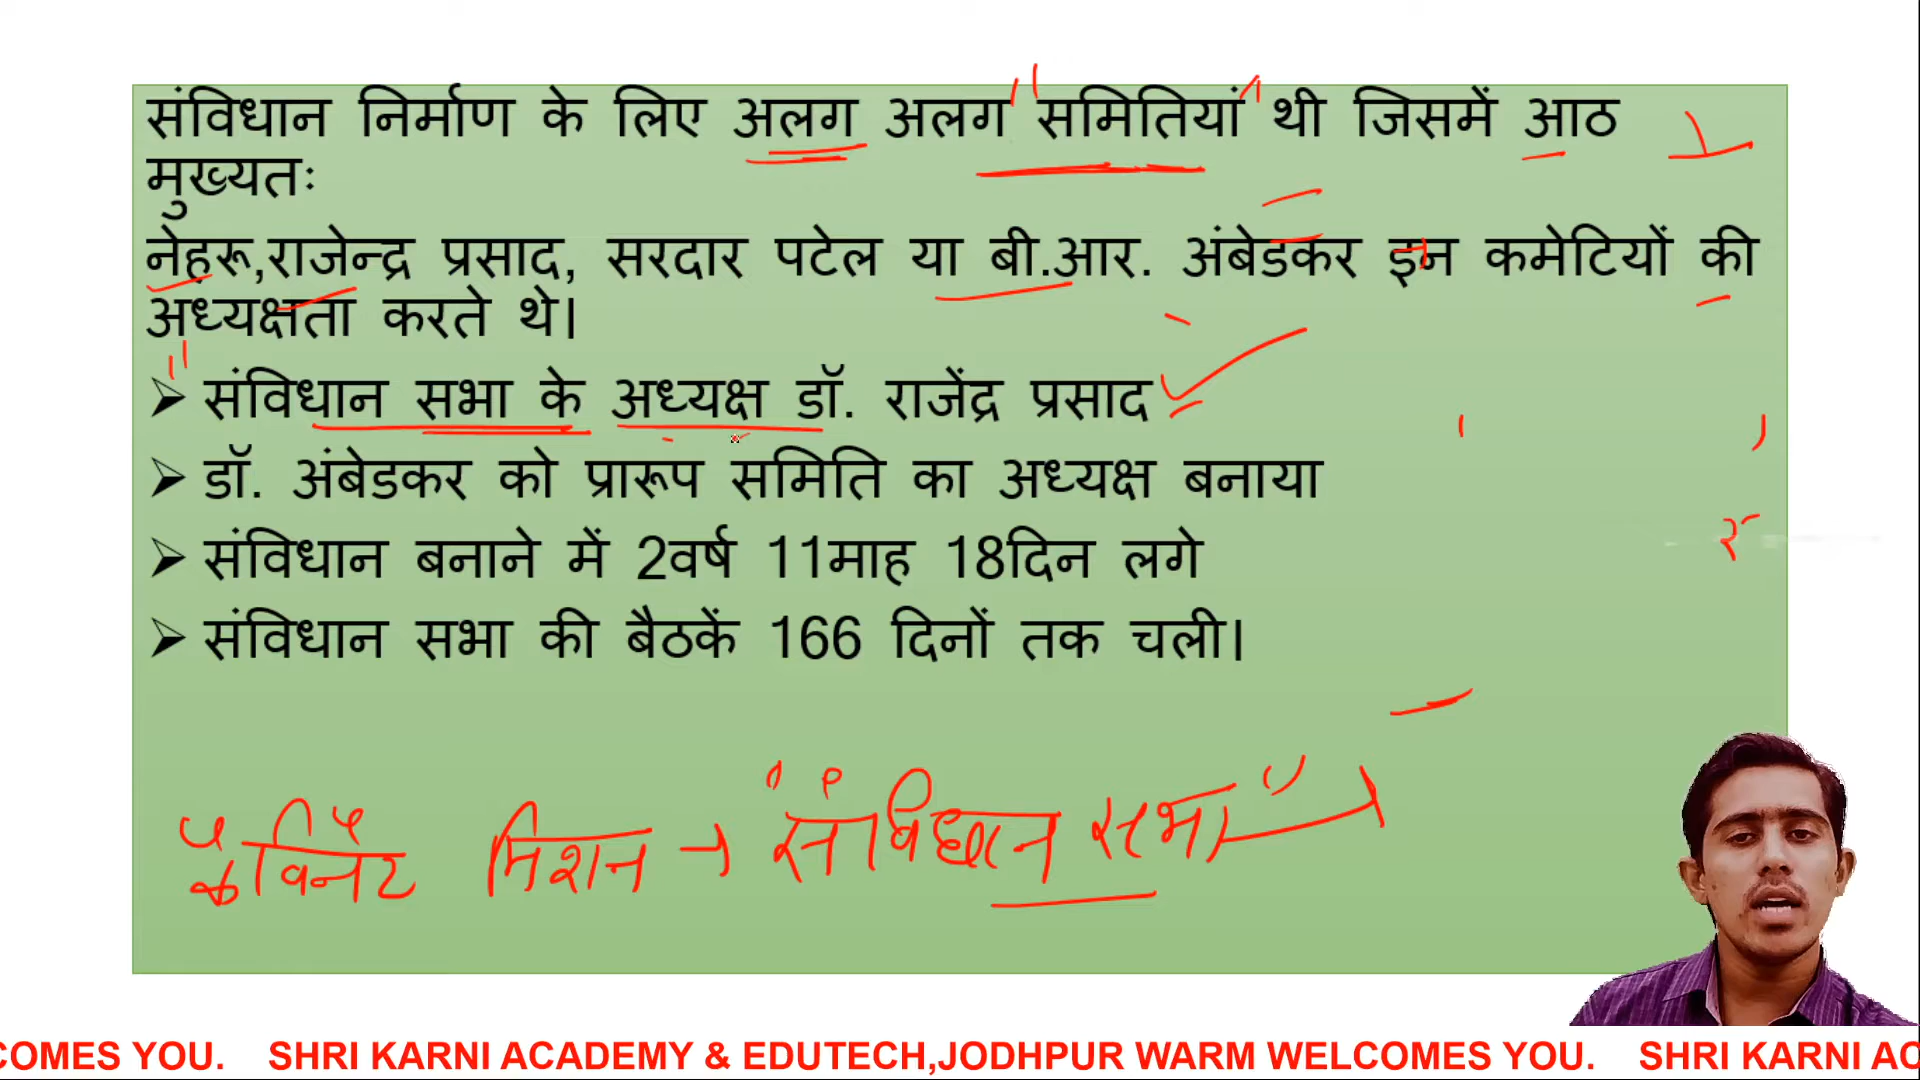 संविधान निर्माण के लिए अलग अलग समितियां थी जिसमें आठ
मुख्यतः
नेहरू,राजेन्द्र प्रसाद, सरदार पटेल या बी.आर. अंबेडकर इन कमेटियों की
अध्यक्षता करते थे।
➢ संविधान सभा के अध्यक्ष डॉ. राजेंद्र प्रसाद
➢ डॉ. अंबेडकर को प्रारूप समिति का अध्यक्ष बनाया
➢ संविधान बनाने में 2वर्ष 11माह 18दिन लगे
➢ संविधान सभा की बैठकें 166 दिनों तक चली।
मिशन → संविधान सभा
COMES YOU. SHRI KARNI ACADEMY & EDUTECH,JODHPUR WARM WELCOMES YOU. SHRI KARNI AC